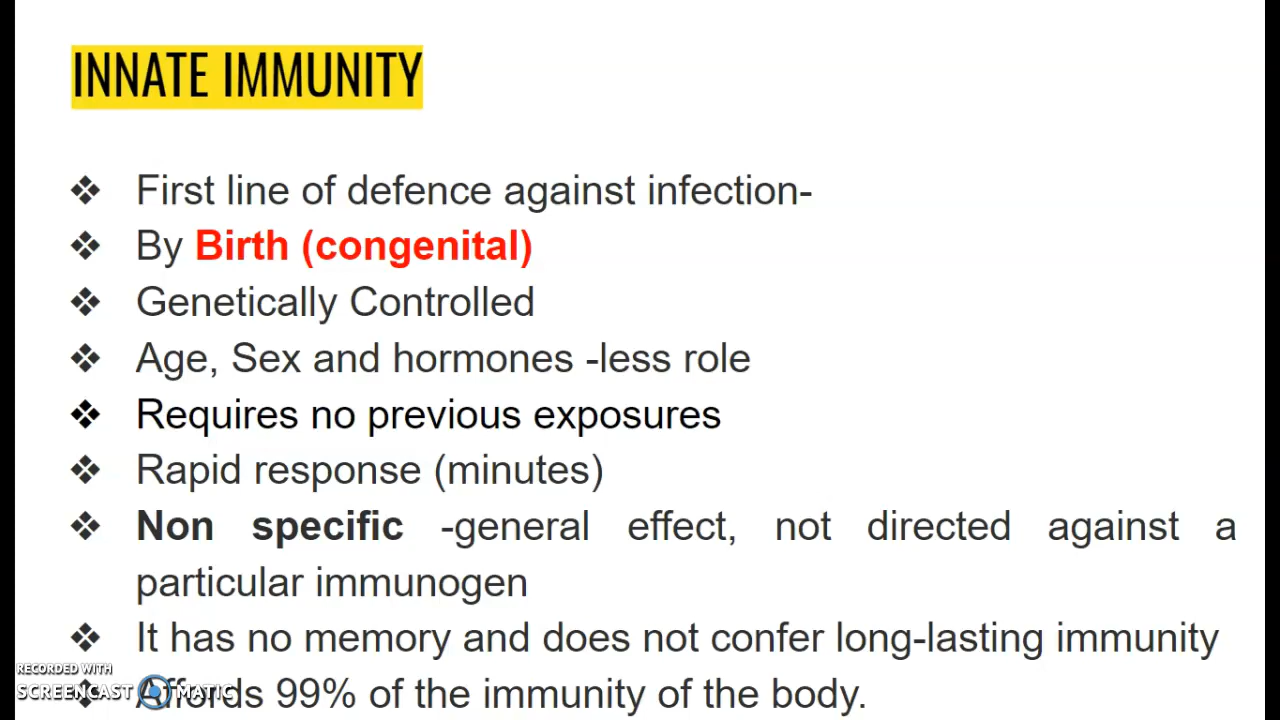 INNATE IMMUNITY
❖ First line of defence against infection-
❖ By Birth (congenital)
❖ Genetically Controlled
❖ Age, Sex and hormones -less role
❖ Requires no previous exposures
❖ Rapid response (minutes)
❖ Non specific -general effect, not directed against a
particular immunogen
❖ It has no memory and does not confer long-lasting immunity
❖ Affords 99% of the immunity of the body.
RECORDED WITH
SCREENCAST MATIC